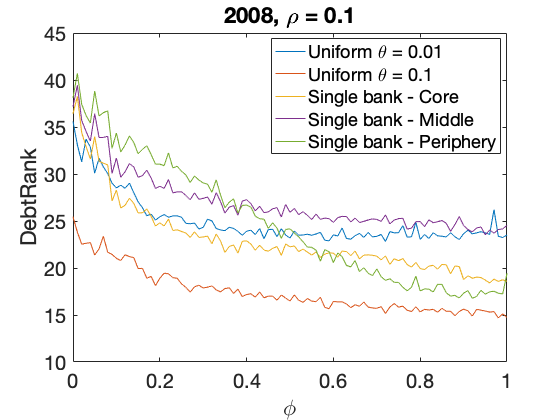 2008, ρ = 0.1
45
40
35
30
25
20
15
10
DebtRank
Uniform θ = 0.01
Uniform θ = 0.1
Single bank - Core
Single bank - Middle
Single bank - Periphery
0 0.2 0.4 0.6 0.8 1
ϕ